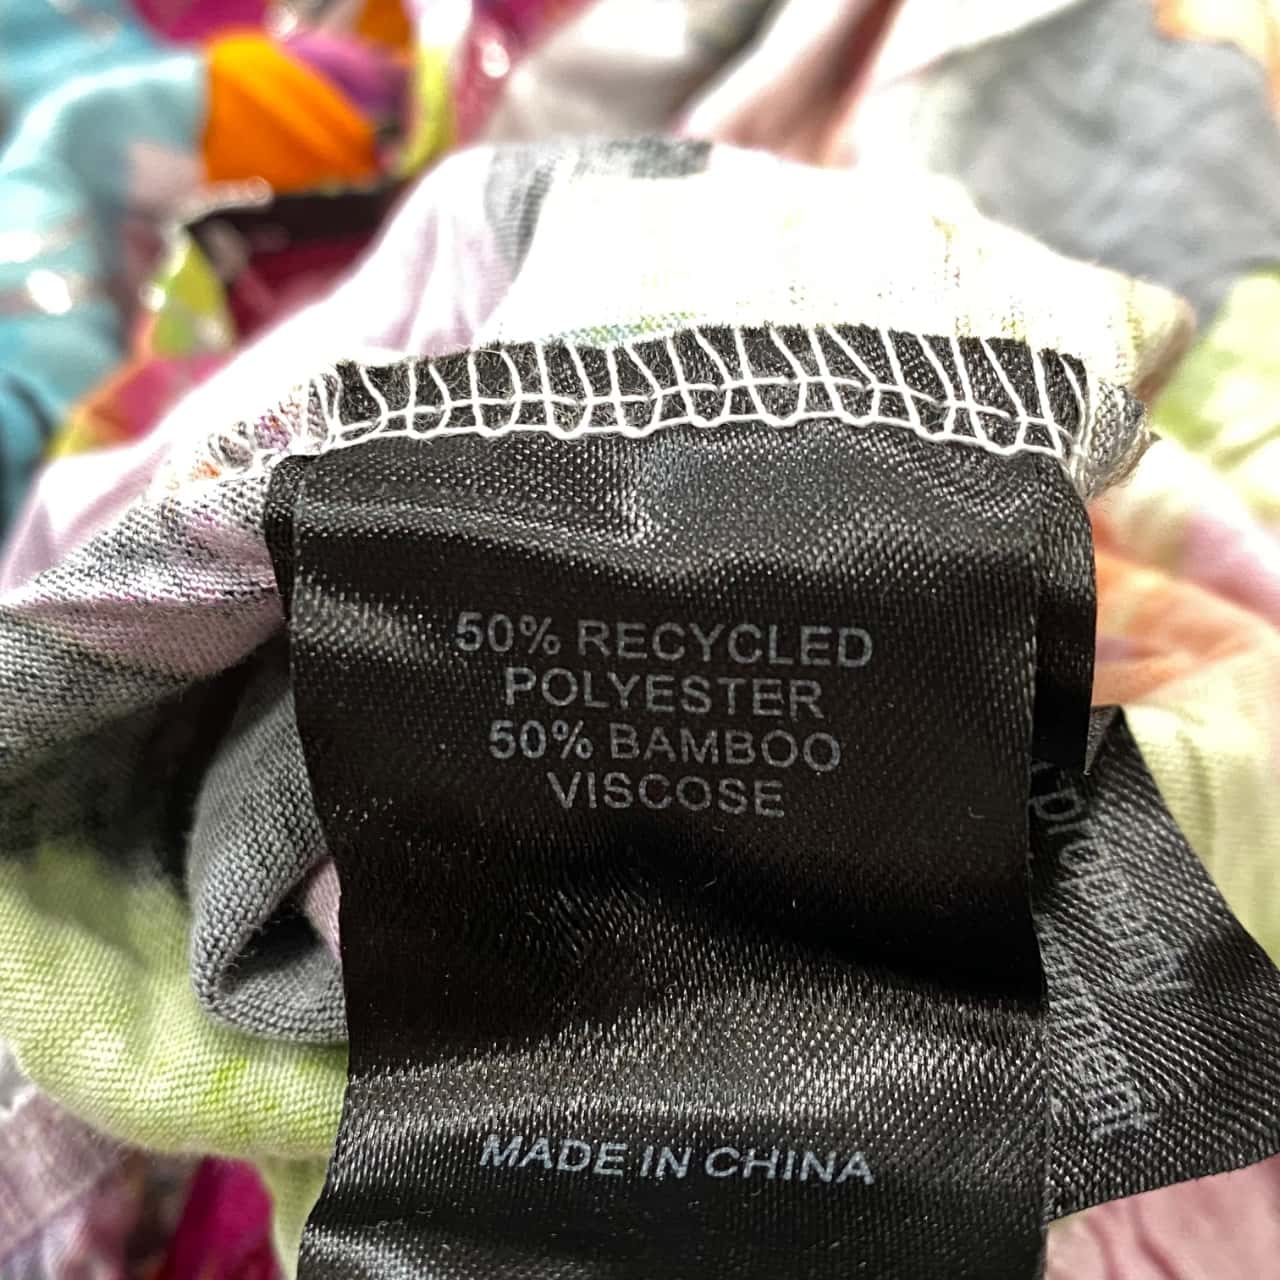 50% RECYCLED
POLYESTER
50% BAMBOO
VISCOSE
MADE IN CHINA